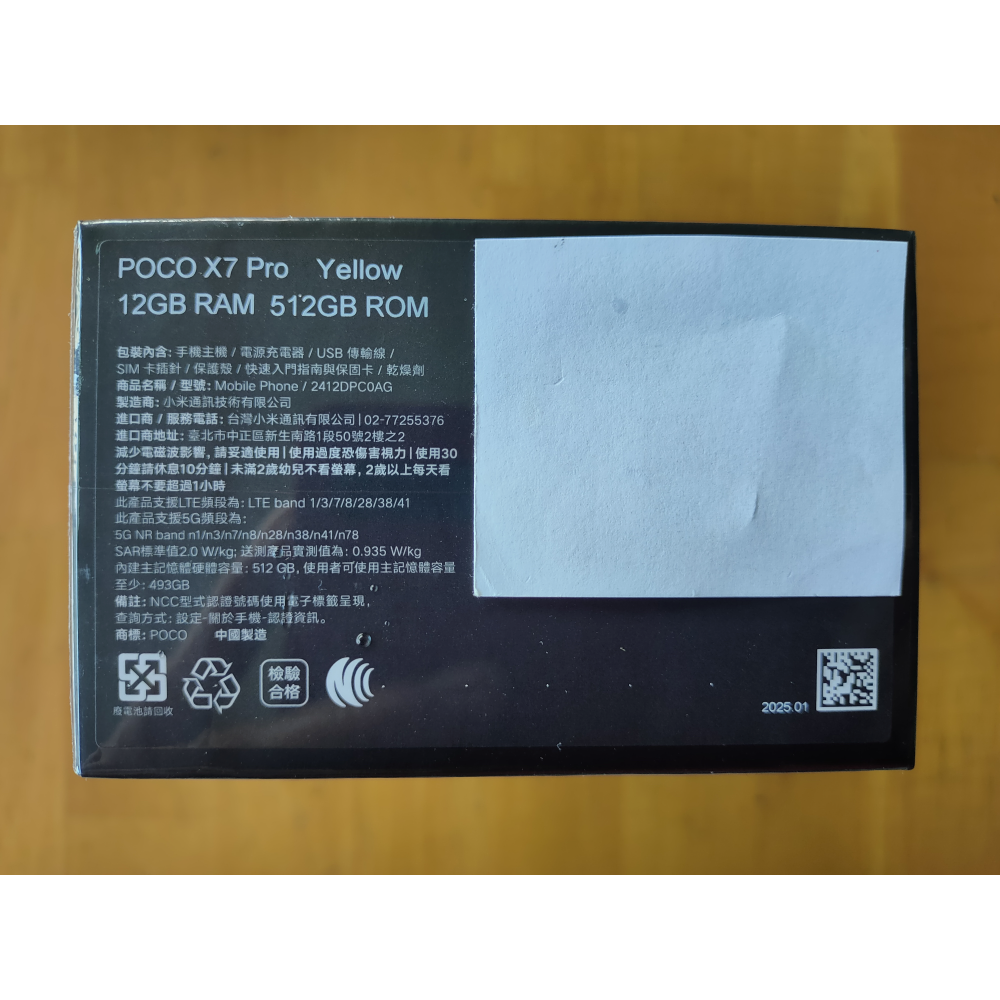 POCO X7 Pro Yellow
12GB RAM 512GB ROM
包裝內含: 手機主機 / 電源充電器 / USB 傳輸線 /
SIM 卡插針 / 保護殼 / 快速入門指南與保固卡 / 乾燥劑
商品名稱 / 型號: Mobile Phone / 2412DPC0AG
製造商: 小米通訊技術有限公司
進口商 / 服務電話: 台灣小米通訊有限公司 | 02-77255376
進口商地址: 臺北市中正區新生南路1段50號2樓之2
減少電磁波影響, 請妥適使用 | 使用過度恐傷害視力 | 使用30
分鐘請休息10分鐘 | 未滿2歲幼兒不看螢幕, 2歲以上每天看
螢幕不要超過1小時
此產品支援LTE頻段為: LTE band 1/3/7/8/28/38/41
此產品支援5G頻段為:
5G NR band n1/n3/n7/n8/n28/n38/n41/n78
SAR標準值2.0 W/kg; 送測產品實測值為: 0.935 W/kg
內建主記憶體硬體容量: 512 GB, 使用者可使用主記憶體容量
至少: 493GB
備註: NCC型式認證號碼使用電子標籤呈現,
查詢方式: 設定-關於手機-認證資訊。
商標: POCO 中國製造
檢驗
合格
廢電池請回收
2025.01